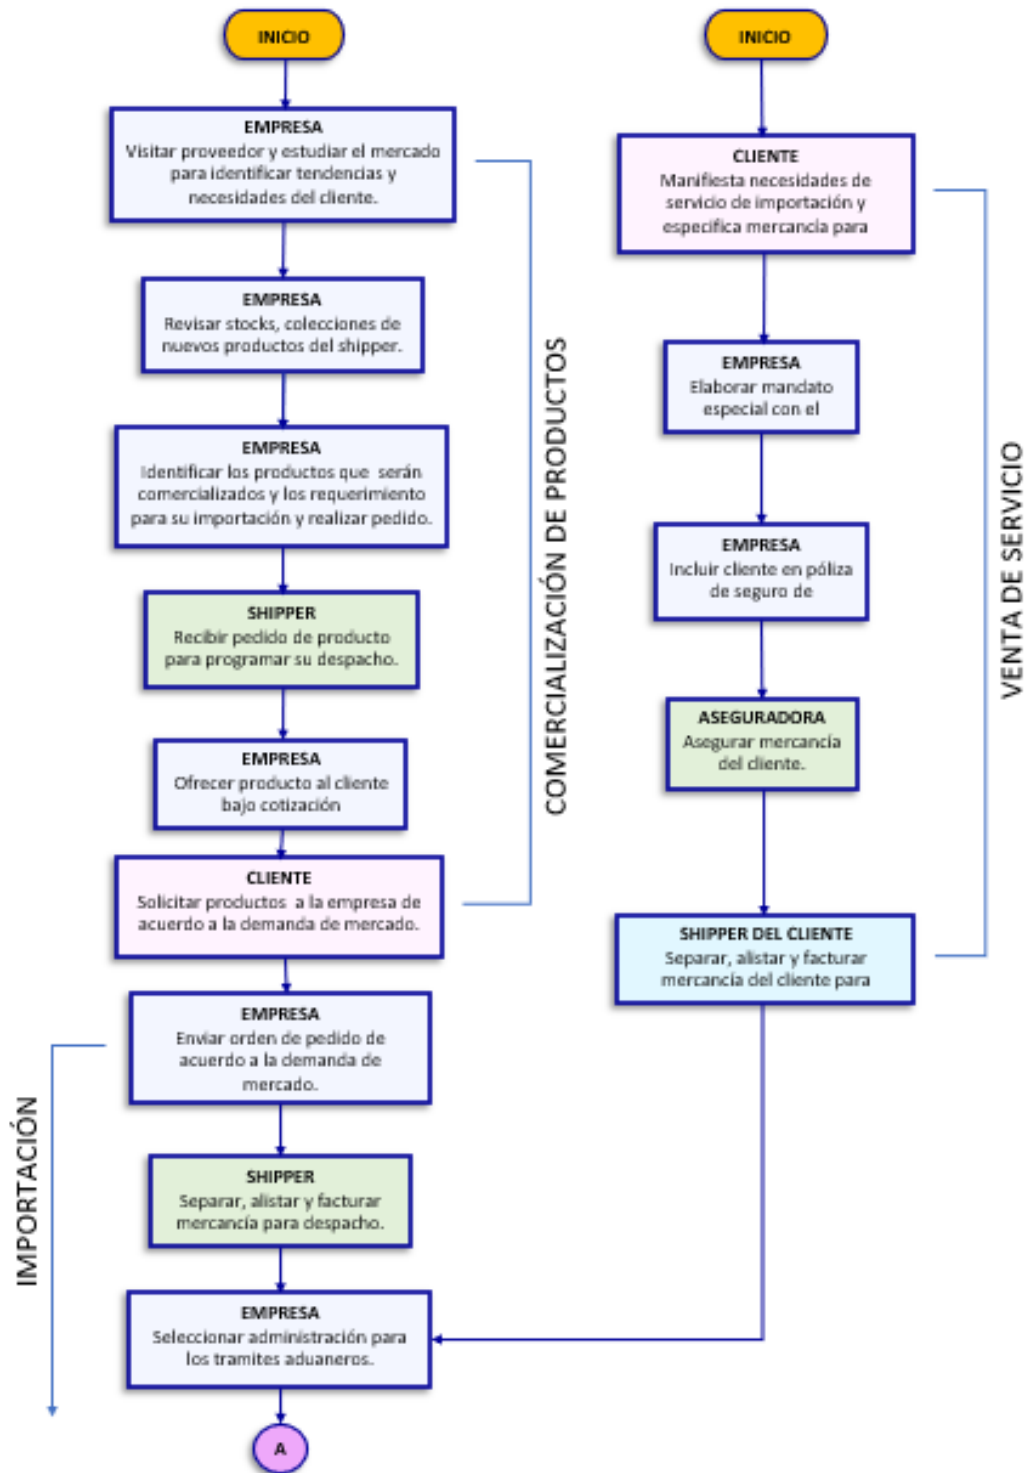 INICIO
EMPRESA
Visitar proveedor y estudiar el mercado
para identificar tendencias y
necesidades del cliente.
EMPRESA
Revisar stocks, colecciones de
nuevos productos del shipper.
EMPRESA
Identificar los productos que serán
comercializados y los requerimiento
para su importación y realizar pedido.
SHIPPER
Recibir pedido de producto
para programar su despacho.
EMPRESA
Ofrecer producto al cliente
bajo cotización
CLIENTE
Solicitar productos a la empresa de
acuerdo a la demanda de mercado.
COMERCIALIZACIÓN DE PRODUCTOS
EMPRESA
Enviar orden de pedido de
acuerdo a la demanda de
mercado.
SHIPPER
Separar, alistar y facturar
mercancía para despacho.
EMPRESA
Seleccionar administración para
los tramites aduaneros.
IMPORTACIÓN
A
INICIO
CLIENTE
Manifiesta necesidades de
servicio de importación y
especifica mercancía para
EMPRESA
Elaborar mandato
especial con el
EMPRESA
Incluir cliente en póliza
de seguro de
ASEGURADORA
Asegurar mercancía
del cliente.
SHIPPER DEL CLIENTE
Separar, alistar y facturar
mercancía del cliente para
VENTA DE SERVICIO